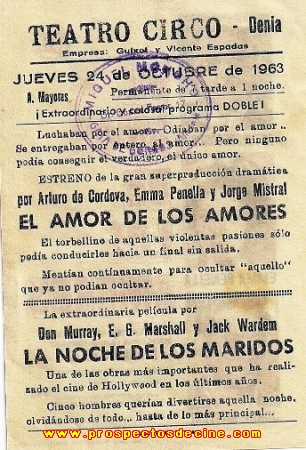 TEATRO CIRCO - Denia
Empresa: Guixot y Vicente Espadas
JUEVES 24 de OCTUBRE de 1963
A. Mayores Permanente de tarde a 1 noche.
¡Extraordinario y colosal programa DOBLE!
Luchaban por el amor. Odiaban por el amor..
Se entregaban por entero al amor... Pero ninguno
podía conseguir el verdadero, el único amor.
ESTRENO de la gran superproducción dramática
por Arturo de Cordova, Emma Penella y Jorge Mistral
EL AMOR DE LOS AMORES
El torbellino de aquellas violentas pasiones sólo
podía conducirles hacia un final sin salida.
Mentían contínuamente para ocultar "aquello"
que ya no podian ocultar.
La extraordinaria película por
Don Murray, E. G. Marshall y Jack Wardem
LA NOCHE DE LOS MARIDOS
Una de las obras más importantes que ha reali-
zado el cine de Hollywood en los últimos años.
Cinco hombres querían divertirse aquella noche,
olvidándose de todo... hasta de lo más principal...
www.prospectosdecine.com